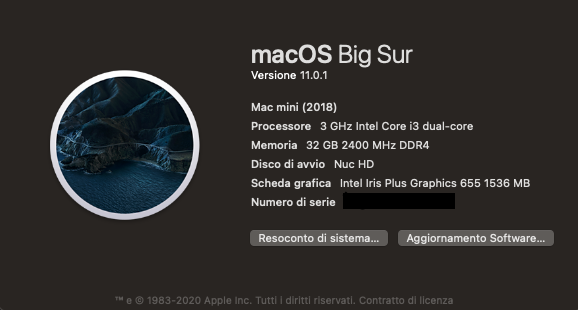 macOS Big Sur
Versione 11.0.1
Mac mini (2018)
Processore 3 GHz Intel Core i3 dual-core
Memoria 32 GB 2400 MHz DDR4
Disco di avvio Nuc HD
Scheda grafica Intel Iris Plus Graphics 655 1536 MB
Numero di serie
Resoconto di sistema...
Aggiornamento Software...
™ e © 1983-2020 Apple Inc. Tutti i diritti riservati. Contratto di licenza